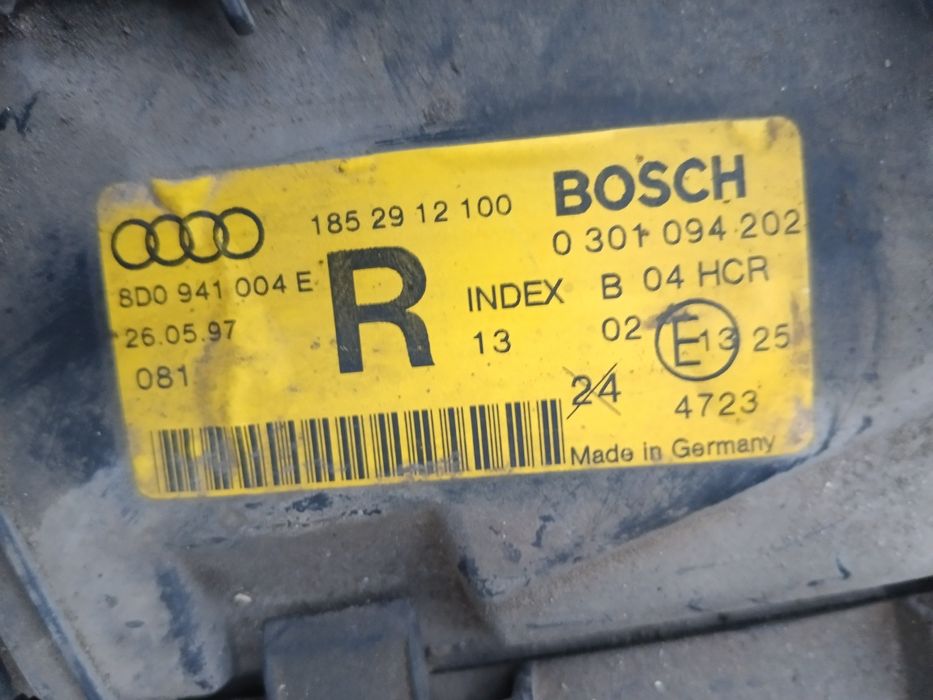 185 29 12 100
BOSCH
0 301 094 202
8D0 941 004 E
R
INDEX B 04 HCR
26.05.97
13 02 E 13 25
081
24 4723
Made in Germany